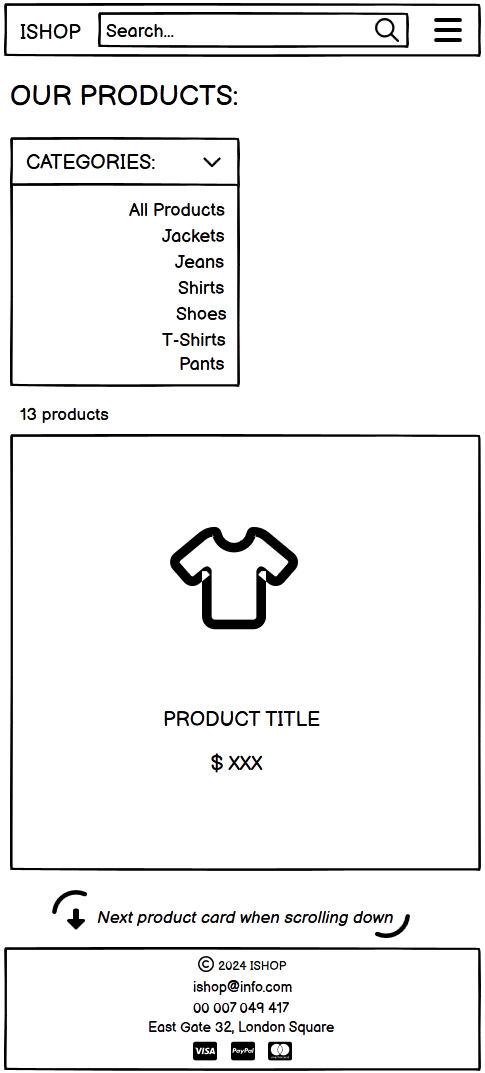 ISHOP Search...
OUR PRODUCTS:
CATEGORIES:
All Products
Jackets
Jeans
Shirts
Shoes
T-Shirts
Pants
13 products
PRODUCT TITLE
$ XXX
Next product card when scrolling down
© 2024 ISHOP
ishop@info.com
00 007 049 417
East Gate 32, London Square
VISA PayPal